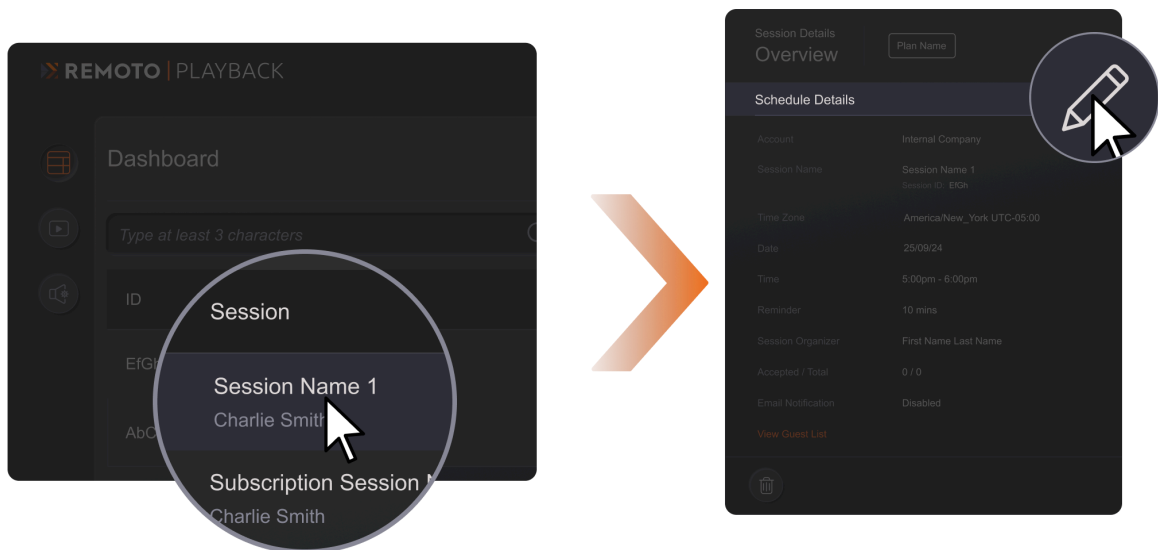 REMOTO | PLAYBACK
Dashboard
Type at least 3 characters
ID
Session
EfGh
Session Name 1
Charlie Smith
AbC
Subscription Session
Charlie Smith
Session Details
Overview
Plan Name
Schedule Details
Account Internal Company
Session Name Session Name 1
Session ID: EfGh
Time Zone America/New_York UTC-05:00
Date 25/09/24
Time 5:00pm - 6:00pm
Reminder 10 mins
Session Organizer First Name Last Name
Accepted / Total 0 / 0
Email Notification Disabled
View Guest List